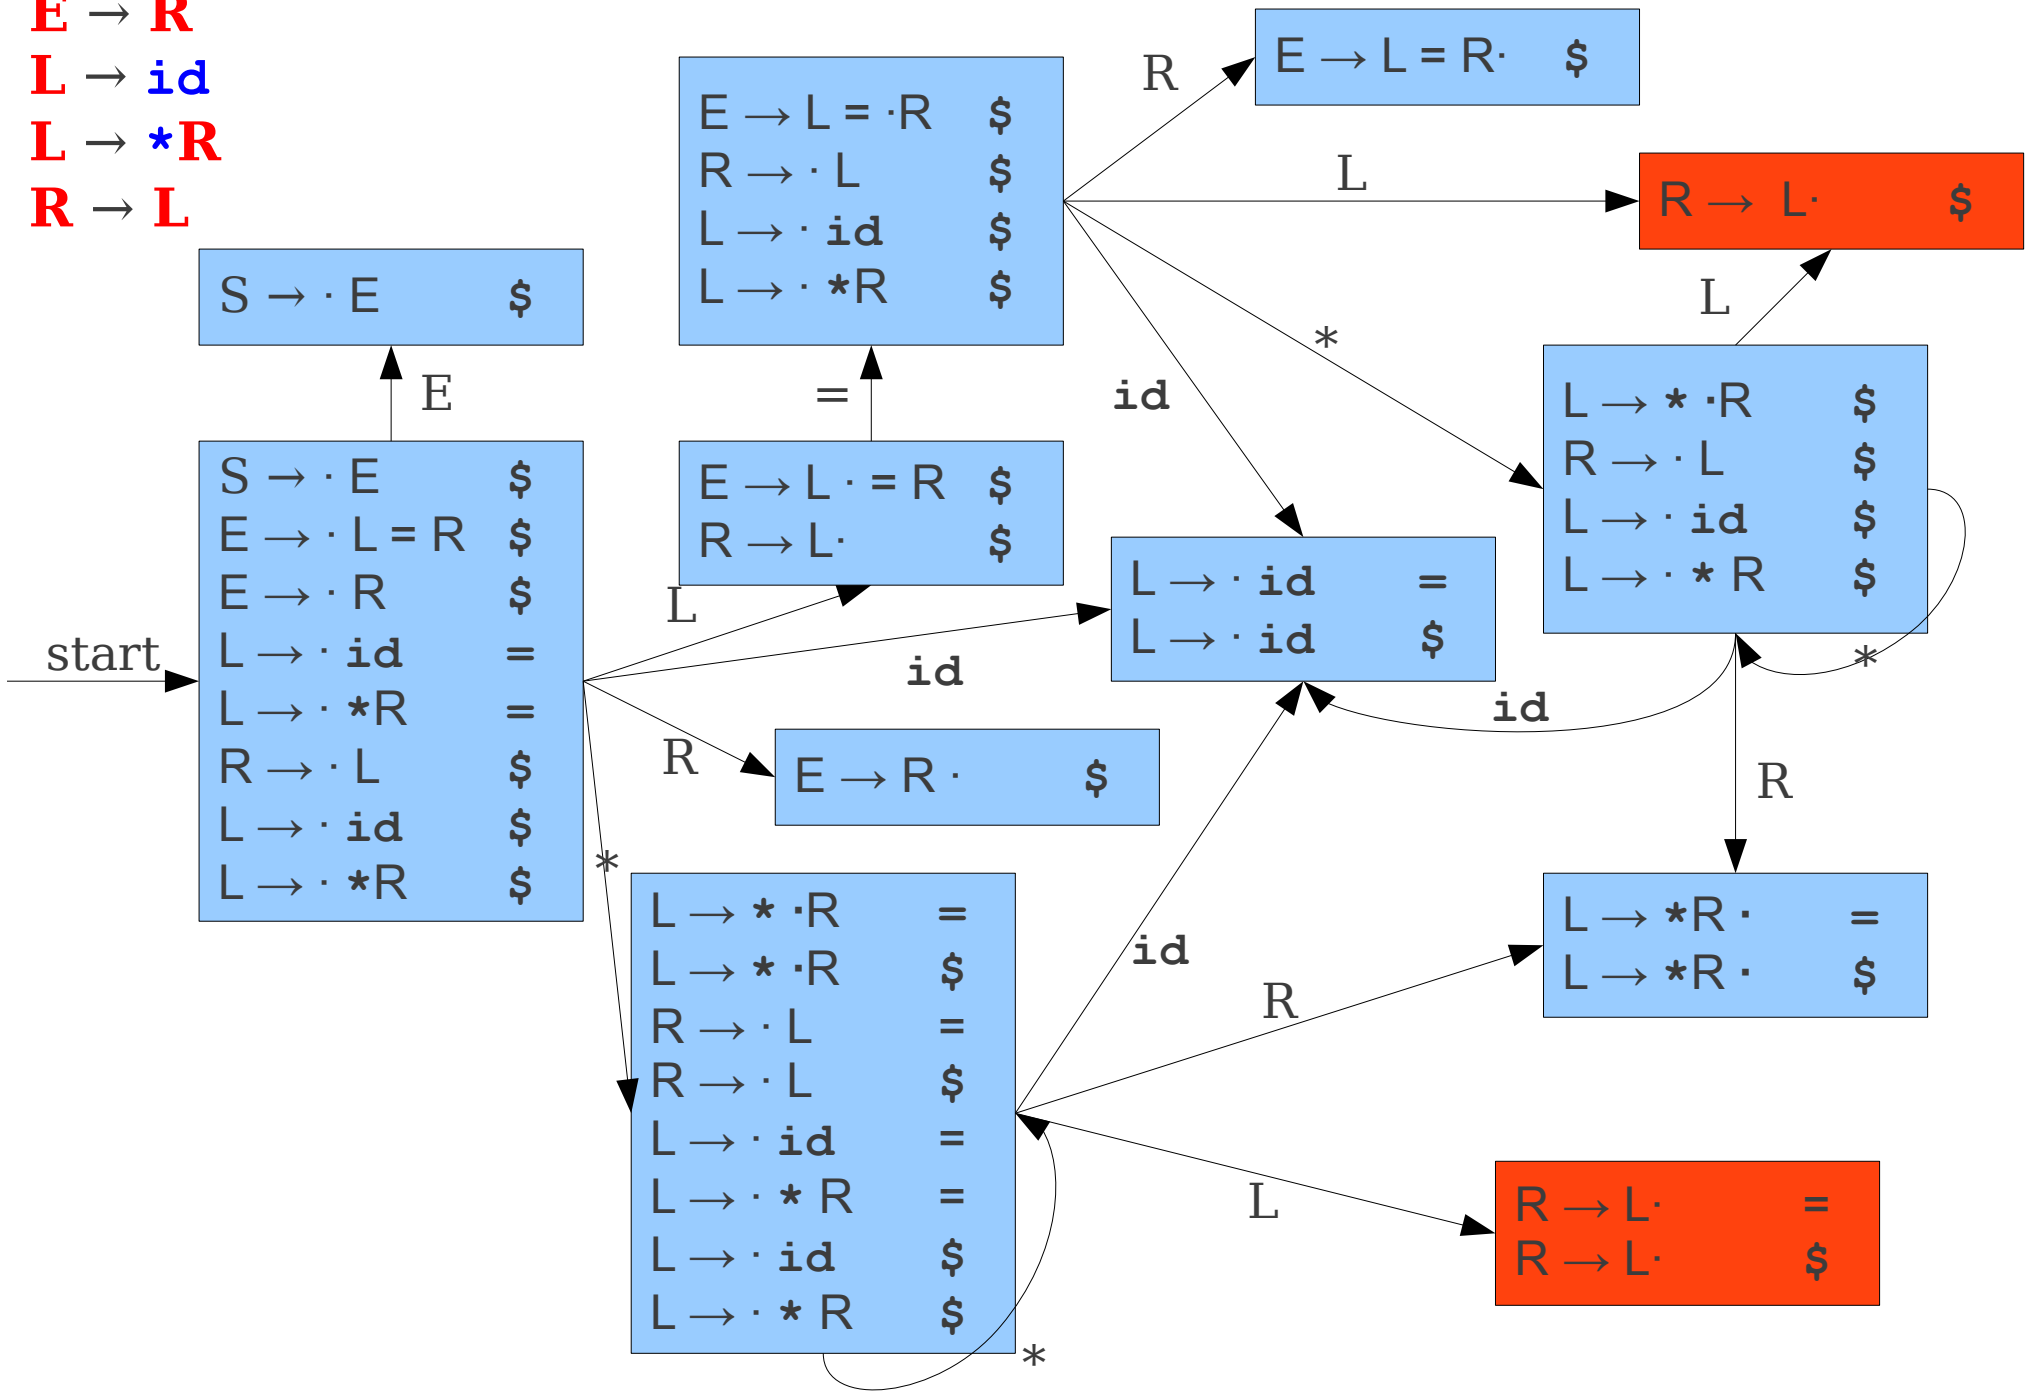 E → R
L → id
L → *R
R → L
E → L = R· $
R
E → L = ·R $
R → · L $
L → · id $
L → · *R $
L
R → L· $
S → · E $
L
*
E
=
id
L → * ·R $
R → · L $
L → · id $
L → · * R $
S → · E $
E → · L = R $
E → · R $
L → · id =
L → · *R =
R → · L $
L → · id $
L → · *R $
E → L · = R $
R → L· $
L
start
id
L → · id =
L → · id $
*
id
R
E → R · $
R
*
L → * ·R =
L → * ·R $
R → · L =
R → · L $
L → · id =
L → · * R =
L → · id $
L → · * R $
id
R
L → *R · =
L → *R · $
L
R → L· =
R → L· $
*